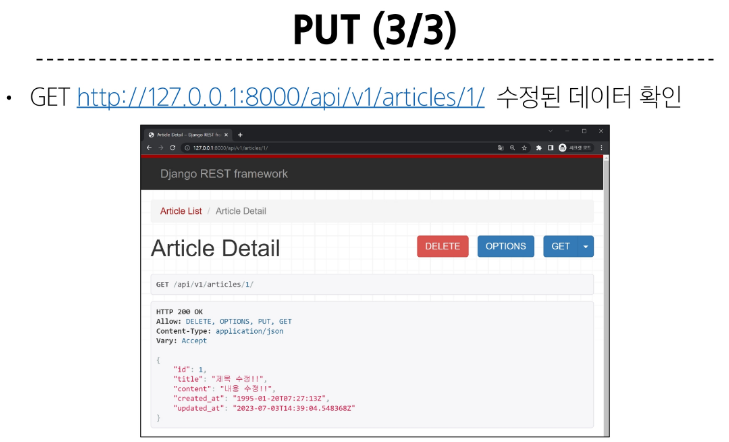 PUT (3/3)
• GET http://127.0.0.1:8000/api/v1/articles/1/ 수정된 데이터 확인
Article Detail – Django REST fr
127.0.0.1:8000/api/v1/articles/1/
Django REST framework
Article List / Article Detail
Article Detail
DELETE OPTIONS GET
GET /api/v1/articles/1/
HTTP 200 OK
Allow: DELETE, OPTIONS, PUT, GET
Content-Type: application/json
Vary: Accept
{
"id": 1,
"title": "제목 수정!!",
"content": "내용 수정!!",
"created_at": "1995-01-20T07:27:13Z",
"updated_at": "2023-07-03T14:39:04.548368Z"
}